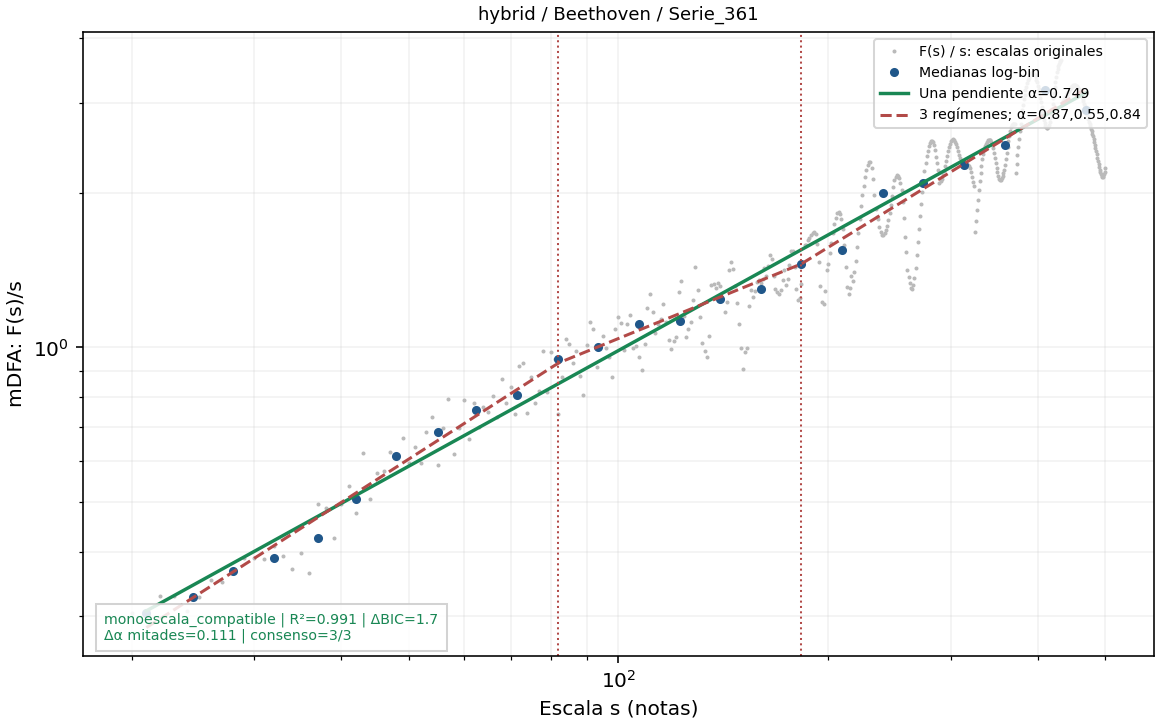 hybrid / Beethoven / Serie_361
F(s) / s: escalas originales
Medianas log-bin
Una pendiente α=0.749
3 regímenes; α=0.87,0.55,0.84
mDFA: F(s)/s
10⁰
monoescala_compatible | R²=0.991 | ΔBIC=1.7
Δα mitades=0.111 | consenso=3/3
10²
Escala s (notas)